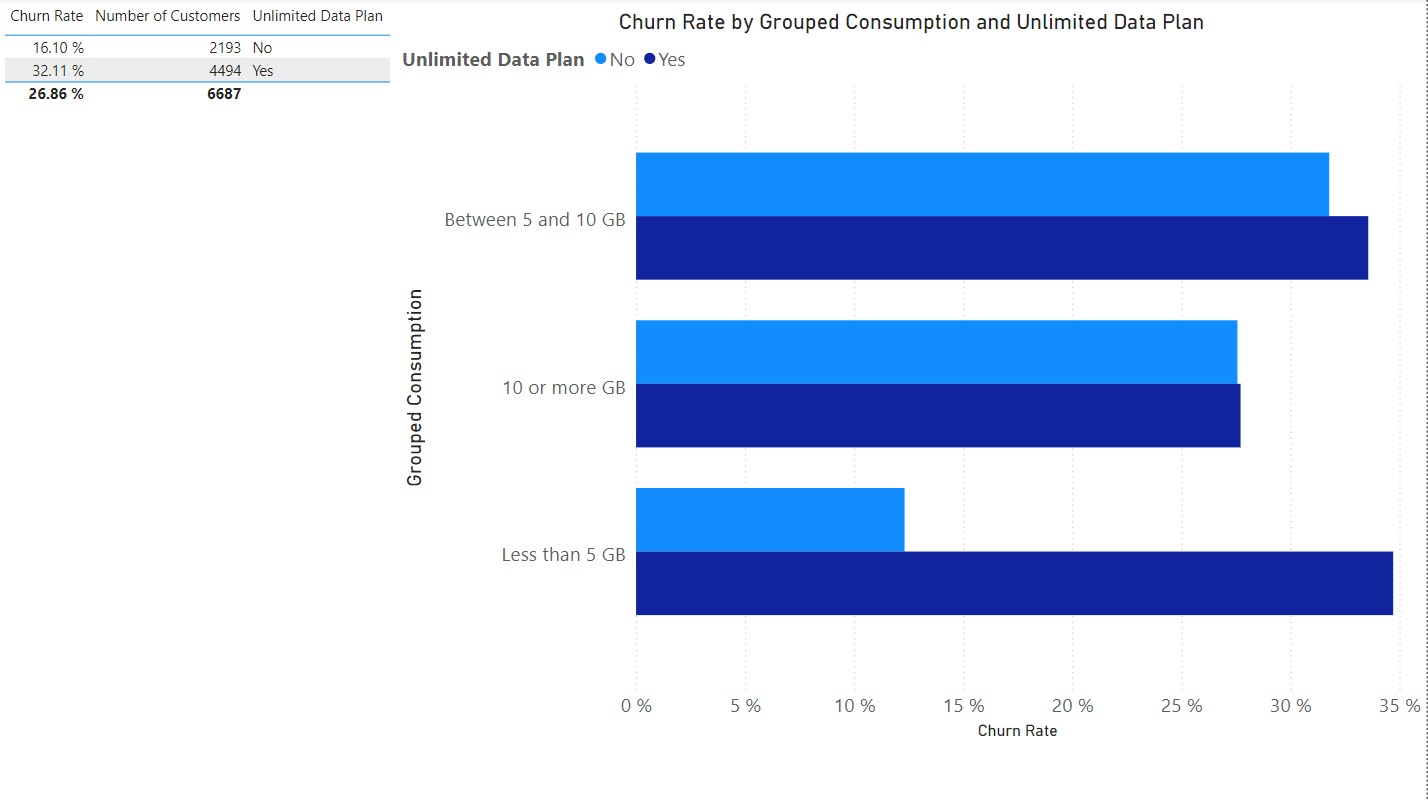 Churn Rate Number of Customers Unlimited Data Plan
16.10 % 2193 No
32.11 % 4494 Yes
26.86 % 6687
Churn Rate by Grouped Consumption and Unlimited Data Plan
Unlimited Data Plan No Yes
Grouped Consumption
Between 5 and 10 GB
10 or more GB
Less than 5 GB
0 % 5 % 10 % 15 % 20 % 25 % 30 % 35 %
Churn Rate